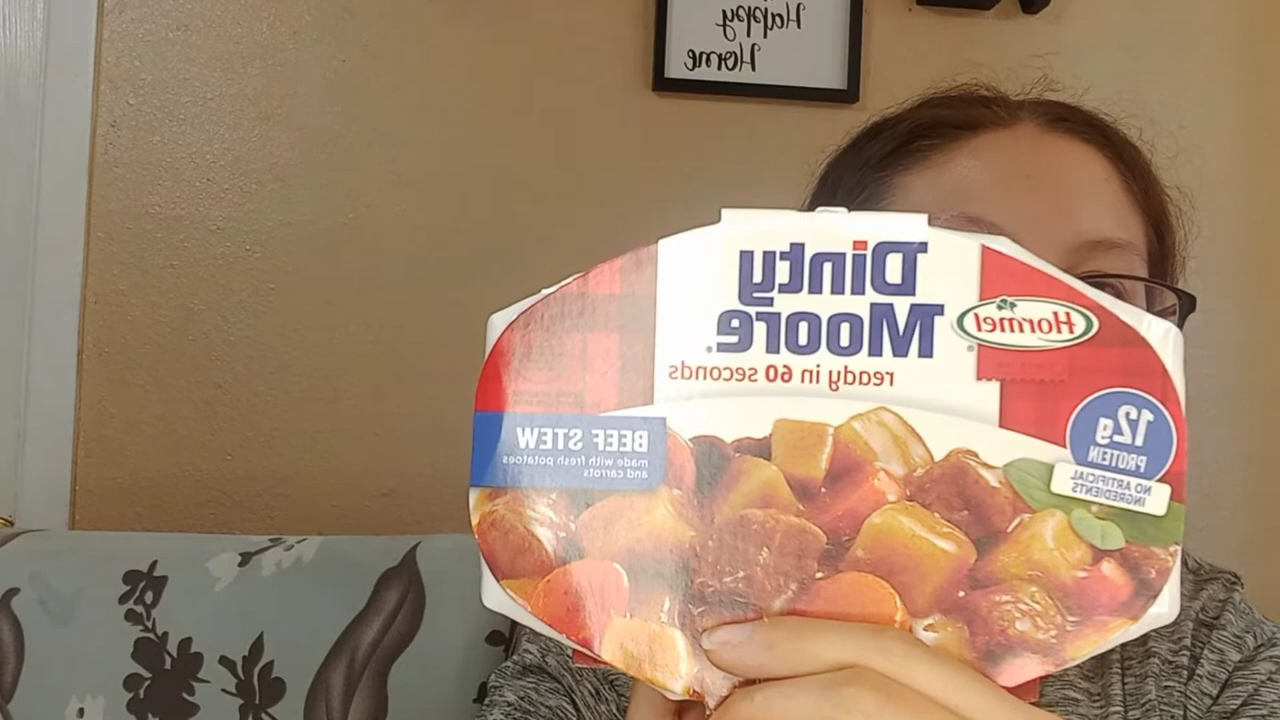 Happy
Home
Dinty
Moore®
ready in 60 seconds
Hormel®
12g
PROTEIN
NO ARTIFICIAL
INGREDIENTS
BEEF STEW
made with fresh potatoes
and carrots